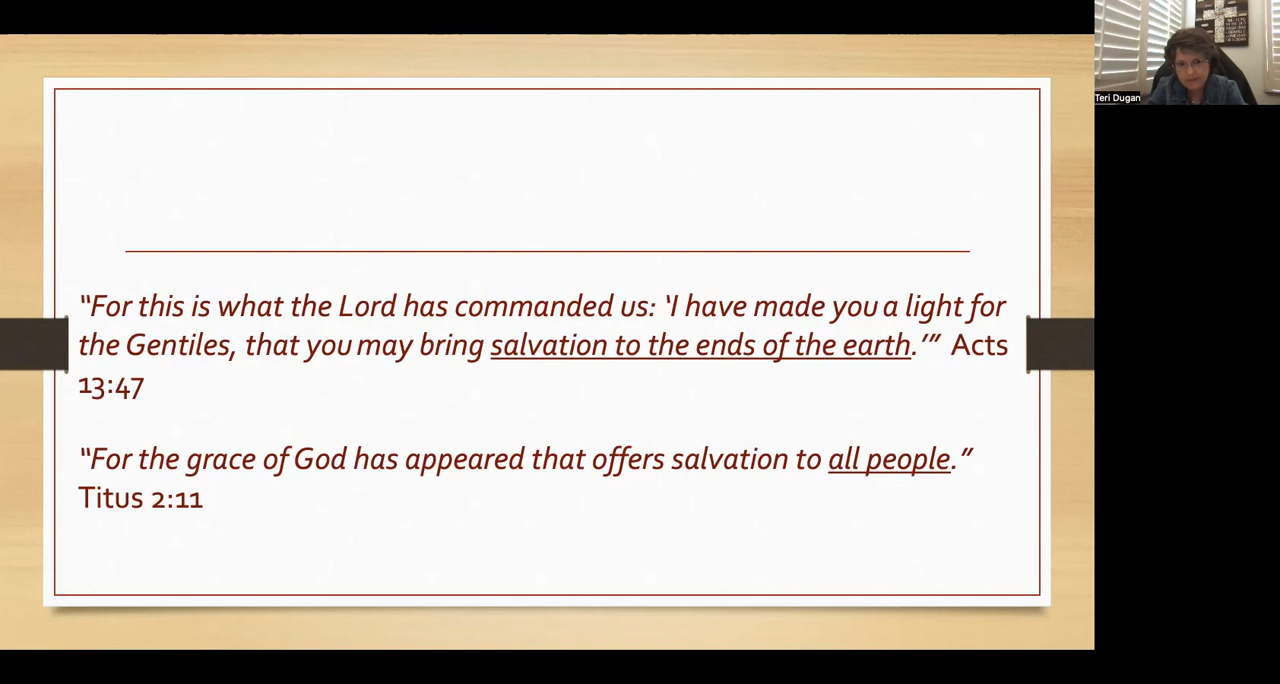 “For this is what the Lord has commanded us: ‘I have made you a light for
the Gentiles, that you may bring salvation to the ends of the earth.’” Acts
13:47
“For the grace of God has appeared that offers salvation to all people.”
Titus 2:11
Teri Dugan